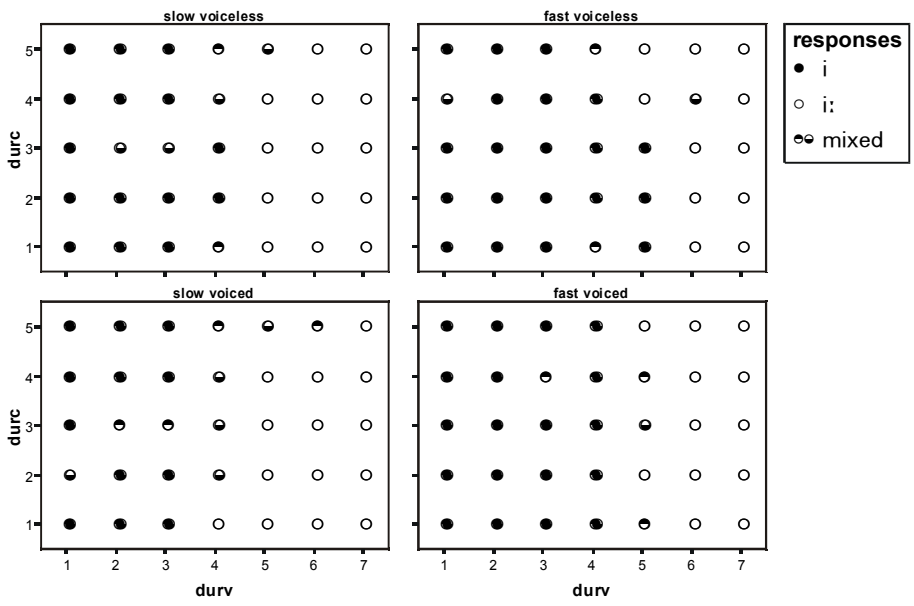 slow voiceless
fast voiceless
responses
i
iː
mixed
durc
5
4
3
2
1
slow voiced
fast voiced
durc
5
4
3
2
1
1 2 3 4 5 6 7
1 2 3 4 5 6 7
durv
durv